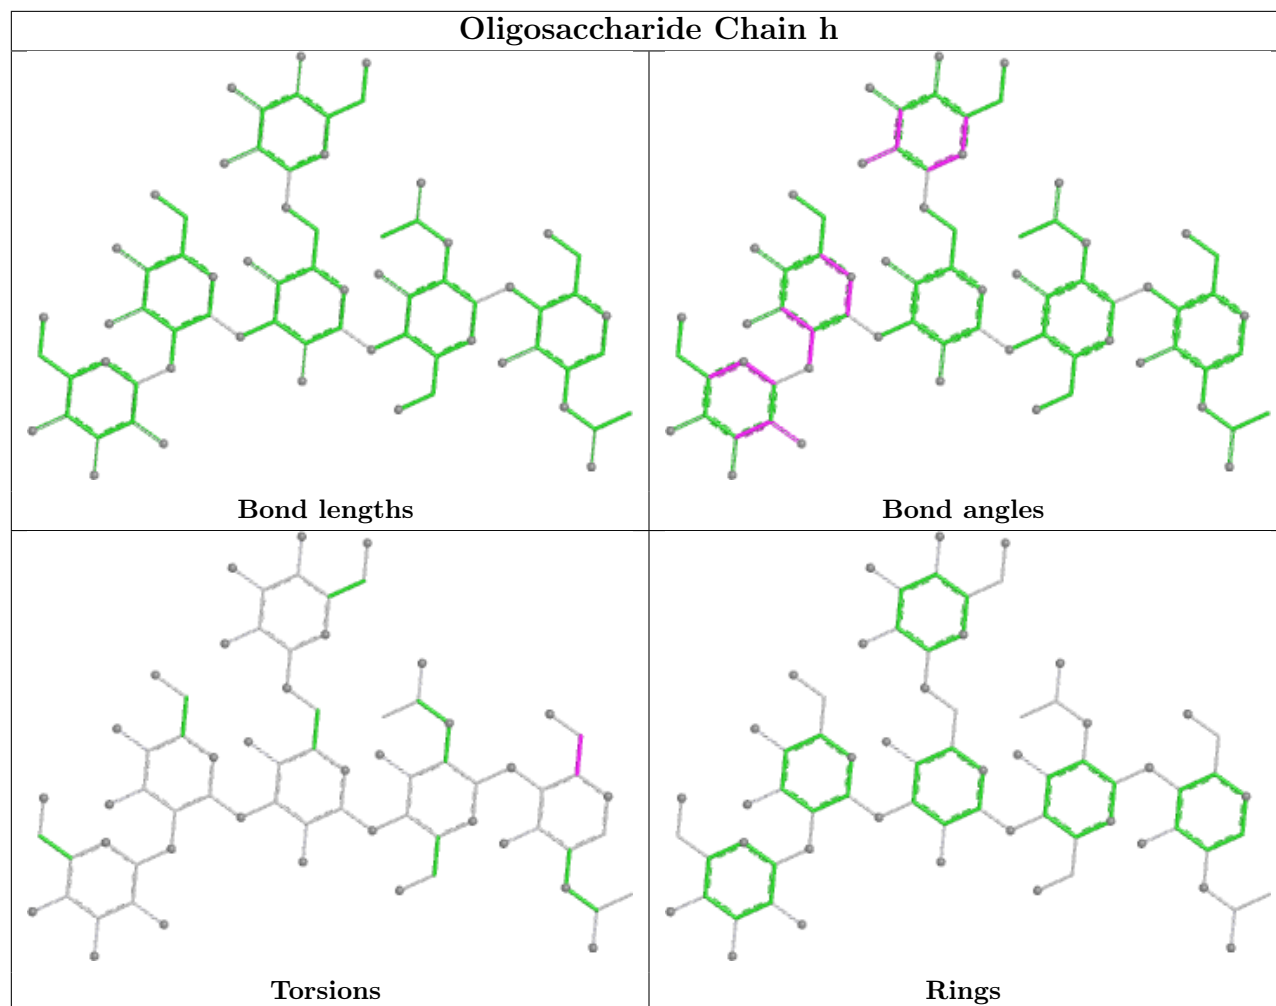 Oligosaccharide Chain h
Bond lengths
Bond angles
Torsions
Rings